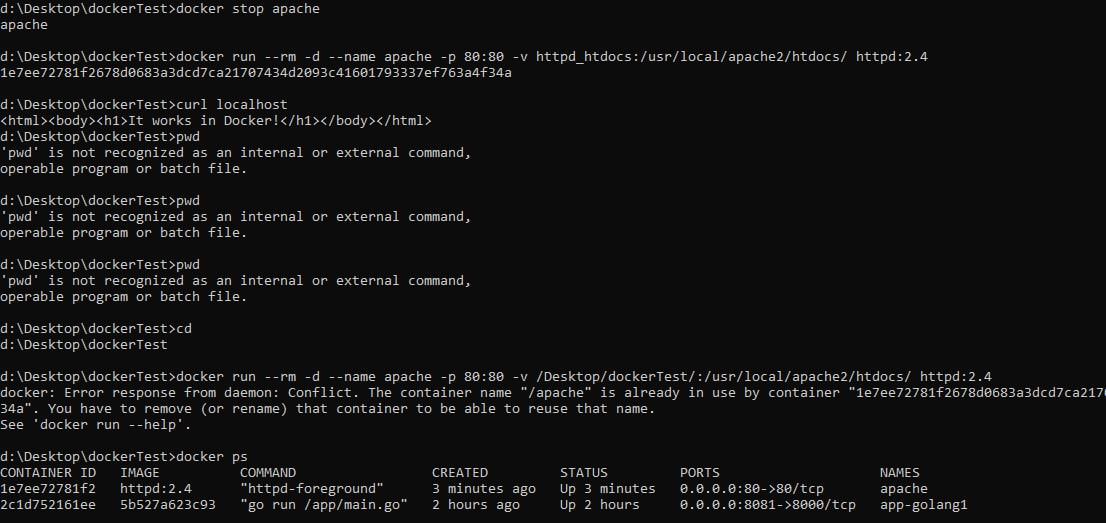 d:\Desktop\dockerTest>docker stop apache
apache
d:\Desktop\dockerTest>docker run --rm -d --name apache -p 80:80 -v httpd_htdocs:/usr/local/apache2/htdocs/ httpd:2.4
1e7ee72781f2678d0683a3dcd7ca21707434d2093c41601793337ef763a4f34a
d:\Desktop\dockerTest>curl localhost
<html><body><h1>It works in Docker!</h1></body></html>
d:\Desktop\dockerTest>pwd
'pwd' is not recognized as an internal or external command,
operable program or batch file.
d:\Desktop\dockerTest>pwd
'pwd' is not recognized as an internal or external command,
operable program or batch file.
d:\Desktop\dockerTest>pwd
'pwd' is not recognized as an internal or external command,
operable program or batch file.
d:\Desktop\dockerTest>cd
d:\Desktop\dockerTest
d:\Desktop\dockerTest>docker run --rm -d --name apache -p 80:80 -v /Desktop/dockerTest/:/usr/local/apache2/htdocs/ httpd:2.4
docker: Error response from daemon: Conflict. The container name "/apache" is already in use by container "1e7ee72781f2678d0683a3dcd7ca217
34a". You have to remove (or rename) that container to be able to reuse that name.
See 'docker run --help'.
d:\Desktop\dockerTest>docker ps
CONTAINER ID IMAGE COMMAND CREATED STATUS PORTS NAMES
1e7ee72781f2 httpd:2.4 "httpd-foreground" 3 minutes ago Up 3 minutes 0.0.0.0:80->80/tcp apache
2c1d752161ee 5b527a623c93 "go run /app/main.go" 2 hours ago Up 2 hours 0.0.0.0:8081->8000/tcp app-golang1